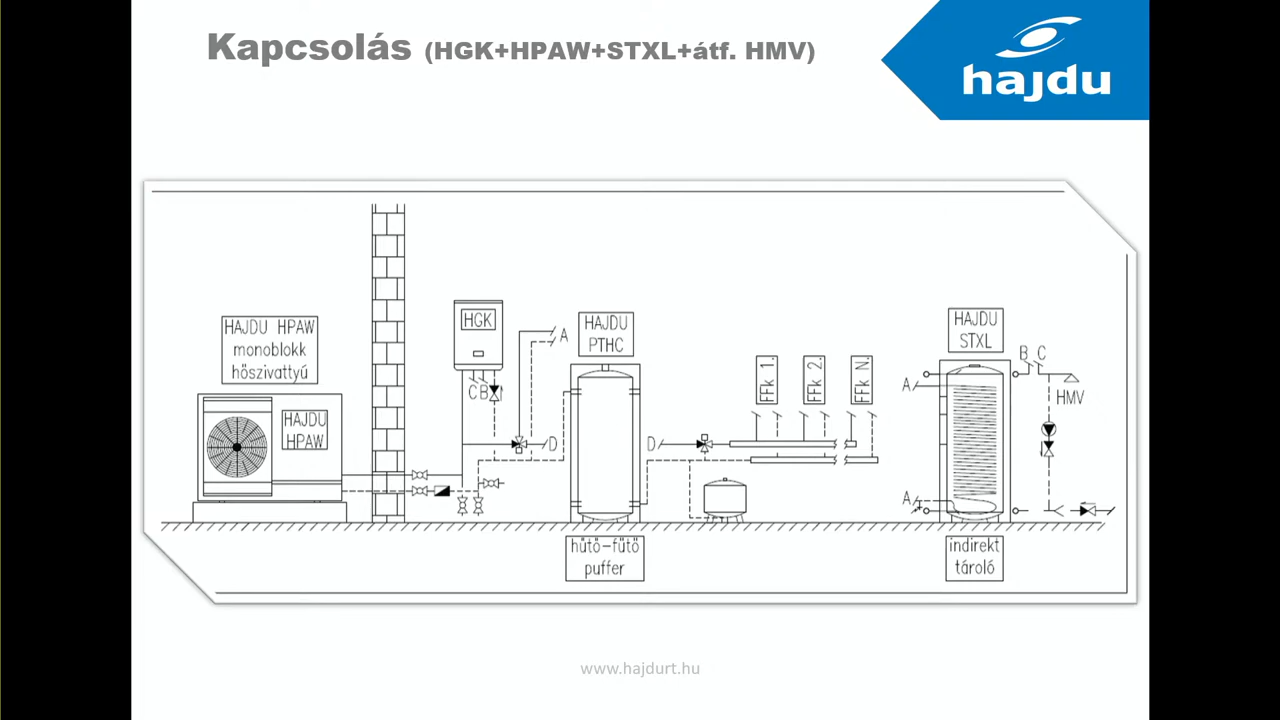 Kapcsolás (HGK+HPAW+STXL+átf. HMV)
hajdu
HAJDU HPAW
monoblokk
hőszivattyú
HAJDU
HPAW
HGK
C B
A
D
HAJDU
PTHC
hűtő-fűtő
puffer
D
FFk 1.
FFk 2.
FFk N.
HAJDU
STXL
A
A
B C
HMV
indirekt
tároló
www.hajdurt.hu